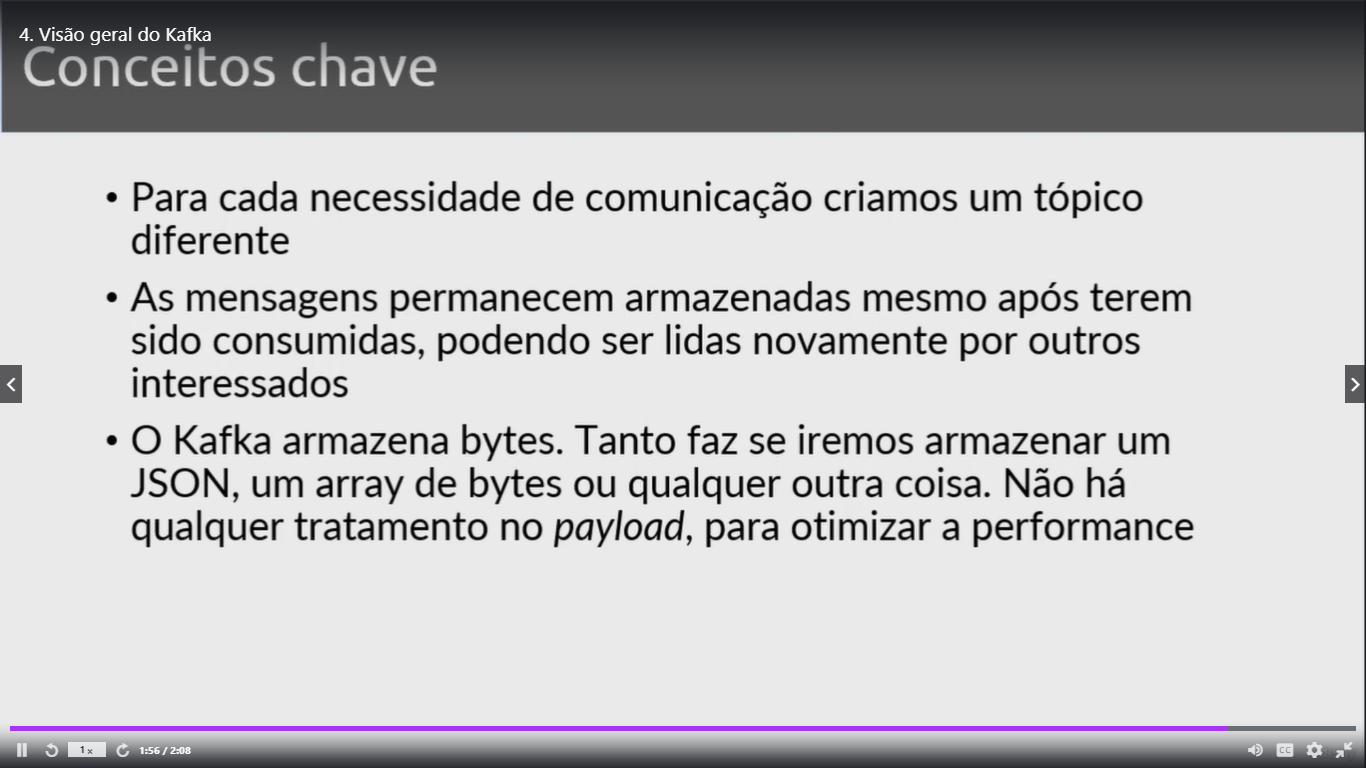 4. Visão geral do Kafka
Conceitos chave
• Para cada necessidade de comunicação criamos um tópico
diferente
• As mensagens permanecem armazenadas mesmo após terem
sido consumidas, podendo ser lidas novamente por outros
interessados
• O Kafka armazena bytes. Tanto faz se iremos armazenar um
JSON, um array de bytes ou qualquer outra coisa. Não há
qualquer tratamento no payload, para otimizar a performance
1x
1:56 / 2:08
CC